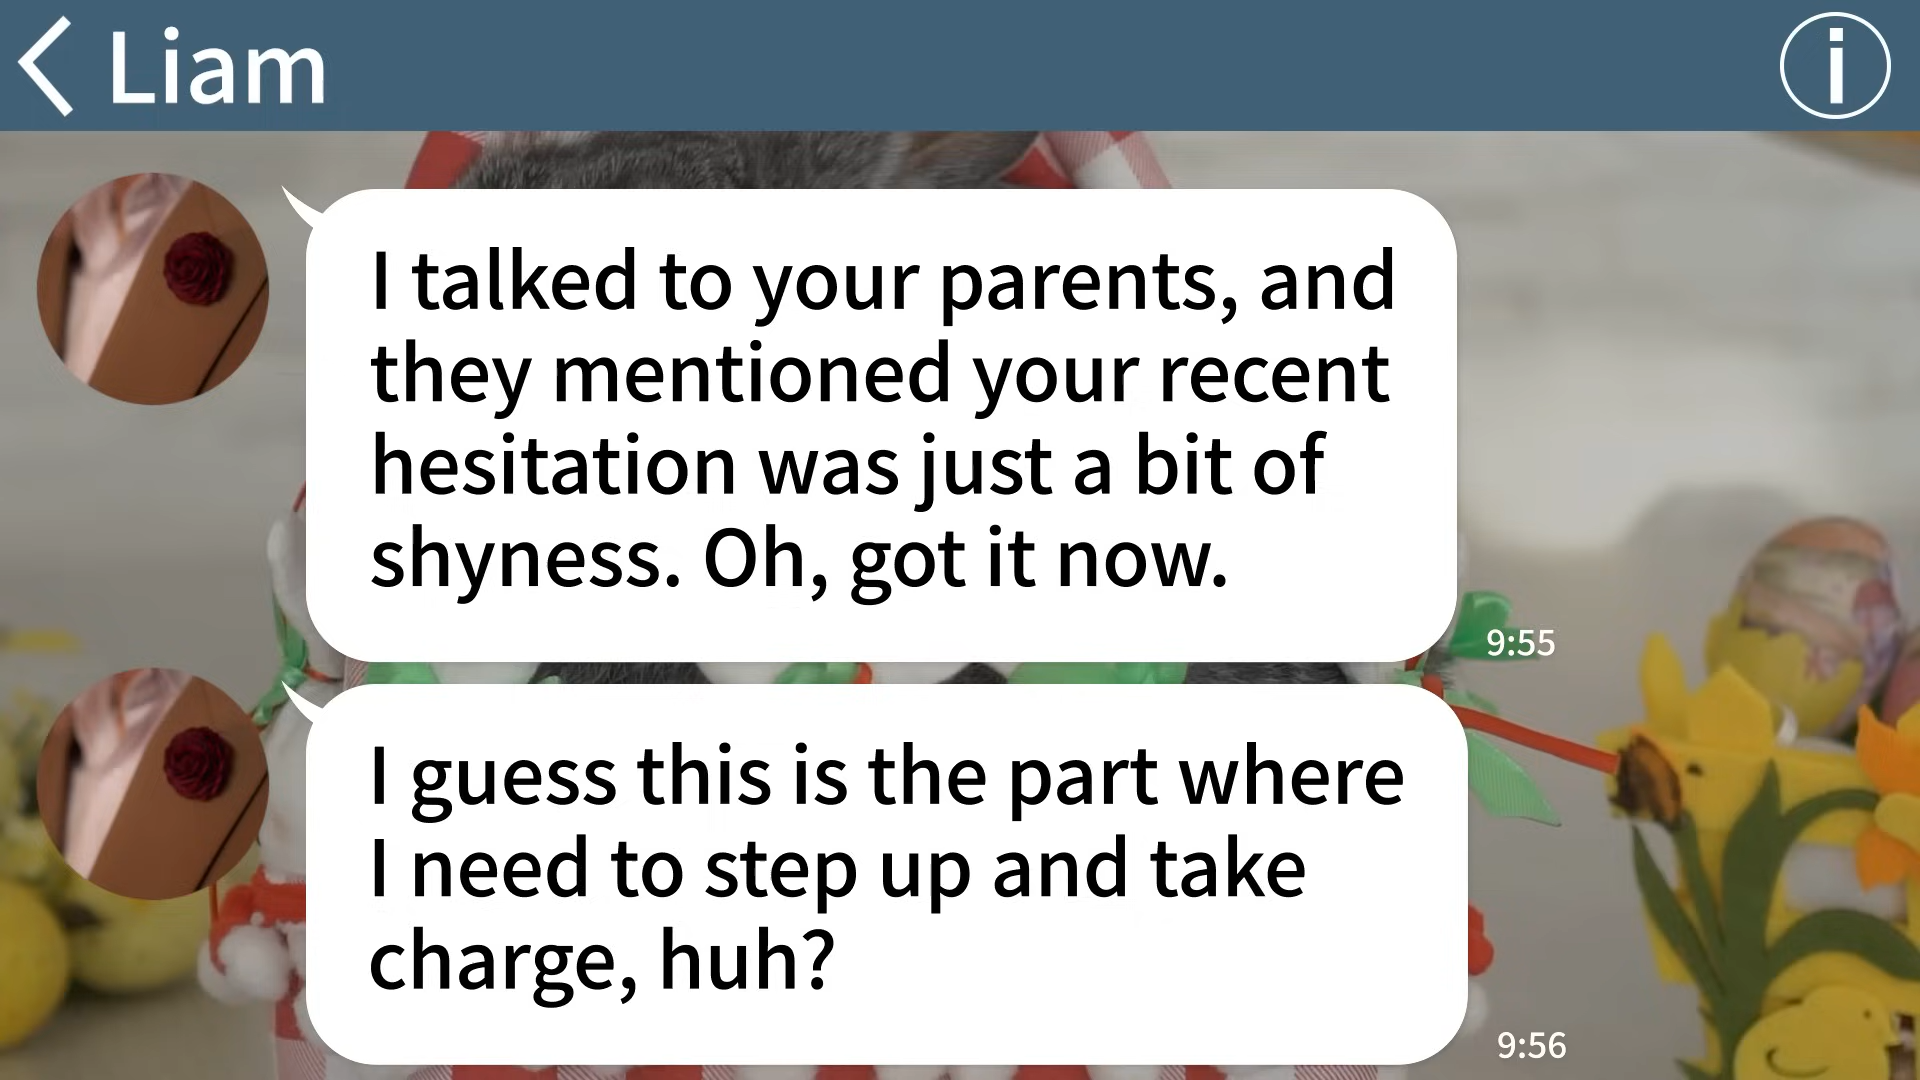 Liam
I talked to your parents, and
they mentioned your recent
hesitation was just a bit of
shyness. Oh, got it now.
9:55
I guess this is the part where
I need to step up and take
charge, huh?
9:56